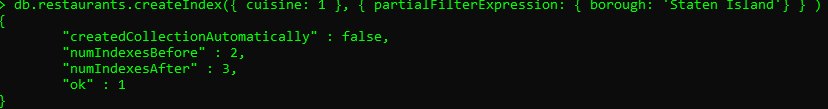 > db.restaurants.createIndex({ cuisine: 1 }, { partialFilterExpression: { borough: 'Staten Island'} } )
{
        "createdCollectionAutomatically" : false,
        "numIndexesBefore" : 2,
        "numIndexesAfter" : 3,
        "ok" : 1
}